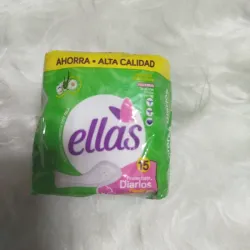 AHORRA • ALTA CALIDAD
ellas
15
Protectores
Diarios